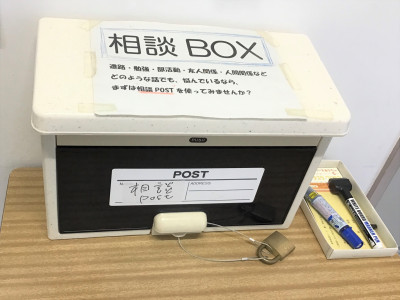 相談 BOX
進路・勉強・部活動・友人関係・人間関係など
どのような話でも、悩んでいるなら、
まずは相談 POST を使ってみませんか？
POST
ADDRESS
相談
POST